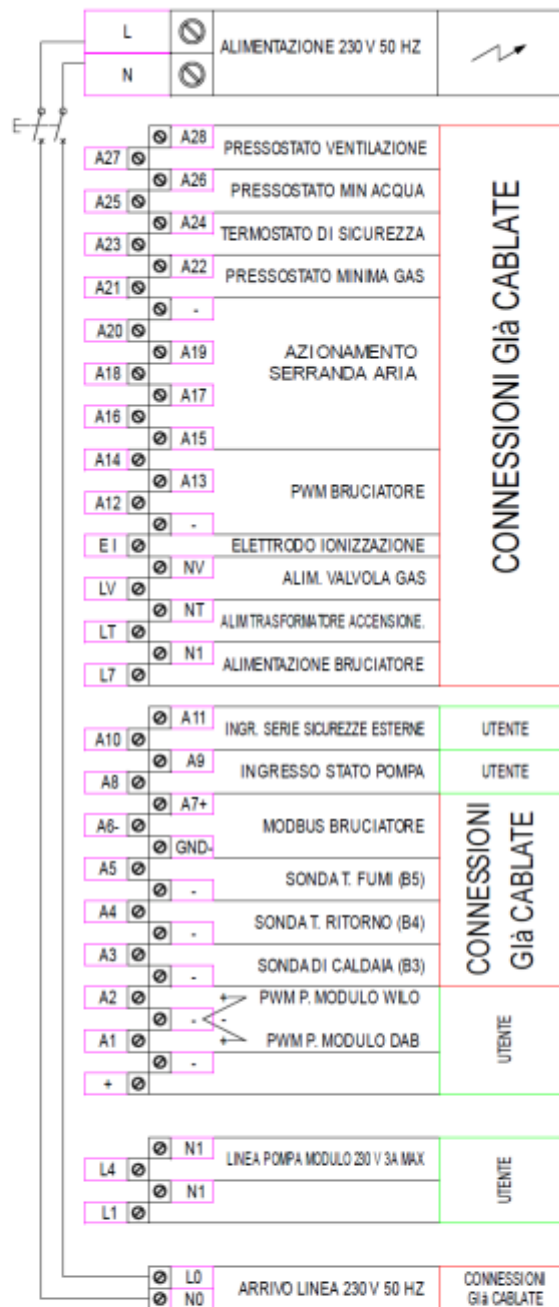 L
ALIMENTAZIONE 230 V 50 HZ
N
A28
PRESSOSTATO VENTILAZIONE
A27
A26
PRESSOSTATO MIN ACQUA
A25
A24
TERMOSTATO DI SICUREZZA
A23
A22
PRESSOSTATO MINIMA GAS
A21
-
A20
A19
AZIONAMENTO
SERRANDA ARIA
A18
A17
A16
A15
A14
A13
PWM BRUCIATORE
A12
-
E I
ELETTRODO IONIZZAZIONE
NV
ALIM. VALVOLA GAS
LV
NT
ALIM TRASFORMATORE ACCENSIONE.
LT
N1
ALIMENTAZIONE BRUCIATORE
L7
CONNESSIONI Già CABLATE
A11
INGR. SERIE SICUREZZE ESTERNE
UTENTE
A10
A9
INGRESSO STATO POMPA
UTENTE
A8
A7+
MODBUS BRUCIATORE
A6-
GND-
A5
SONDA T. FUMI (B5)
-
A4
SONDA T. RITORNO (B4)
-
A3
SONDA DI CALDAIA (B3)
-
CONNESSIONI
Già CABLATE
A2
+ PWM P. MODULO WILO
- -
A1
+ PWM P. MODULO DAB
-
+
UTENTE
N1
LINEA POMPA MODULO 230 V 3A MAX
L4
N1
L1
UTENTE
L0
ARRIVO LINEA 230 V 50 HZ
N0
CONNESSIONI
Già CABLATE